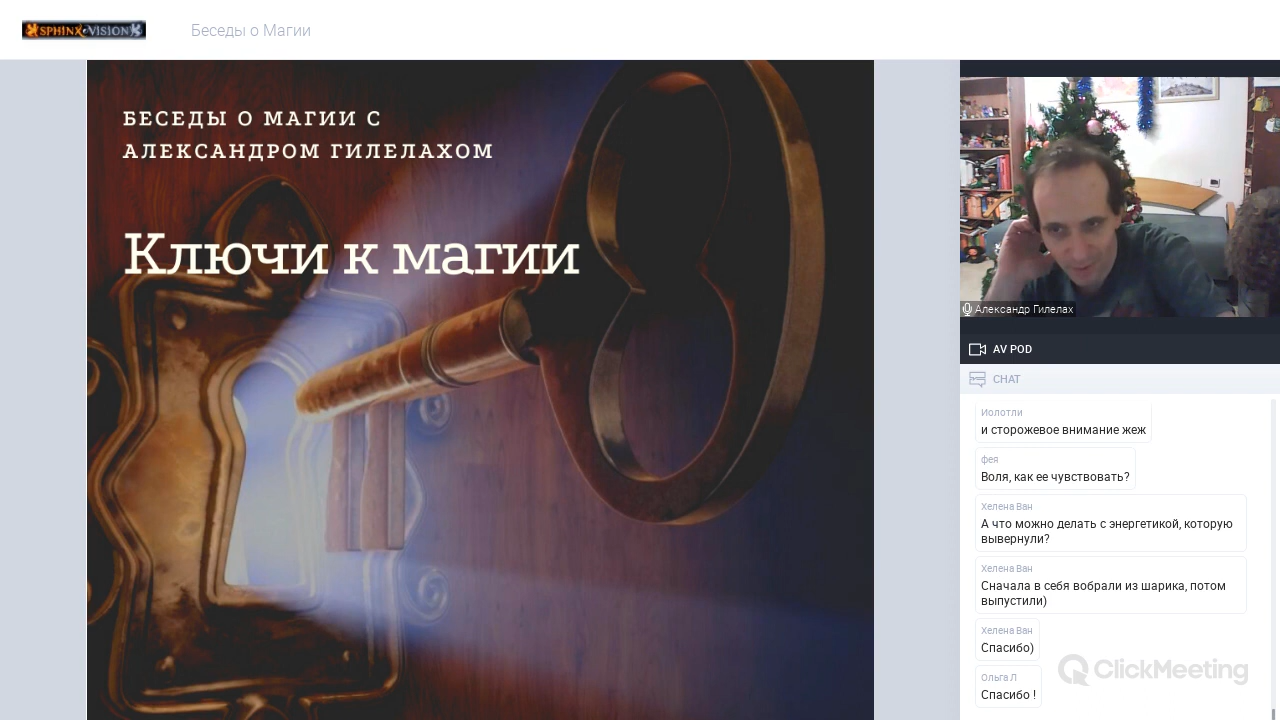 SPHINX VISION
Беседы о Магии
БЕСЕДЫ О МАГИИ С
АЛЕКСАНДРОМ ГИЛЕЛАХОМ
Ключи к магии
Александр Гилелах
AV POD
CHAT
Иолотли
и сторожевое внимание жеж
фея
Воля, как ее чувствовать?
Хелена Ван
А что можно делать с энергетикой, которую
вывернули?
Хелена Ван
Сначала в себя вобрали из шарика, потом
выпустили)
Хелена Ван
Спасибо)
Ольга Л
Спасибо !
ClickMeeting